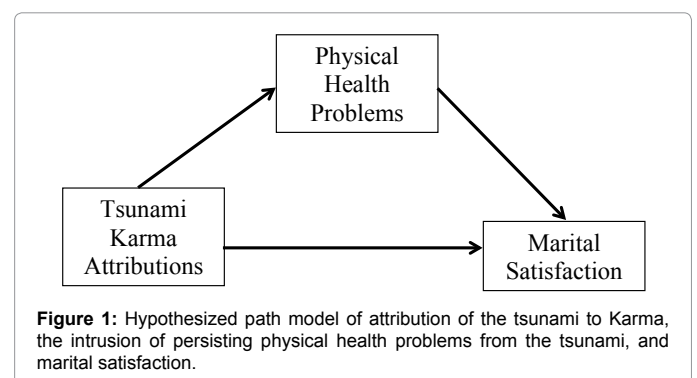 Physical
Health
Problems
Tsunami
Karma
Attributions
Marital
Satisfaction
Figure 1: Hypothesized path model of attribution of the tsunami to Karma,
the intrusion of persisting physical health problems from the tsunami, and
marital satisfaction.